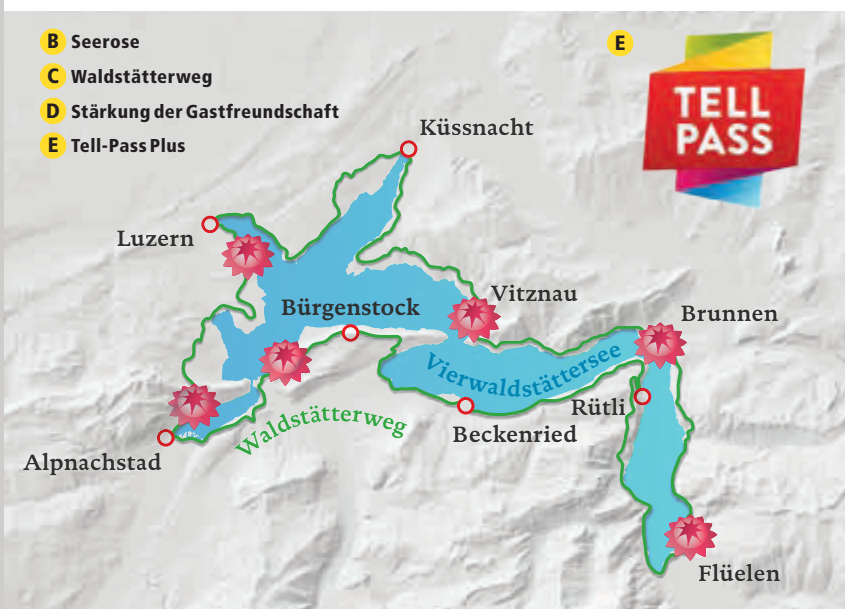 B Seerose
C Waldstätterweg
D Stärkung der Gastfreundschaft
E Tell-Pass Plus
E
TELL
PASS
Küssnacht
Luzern
Vitznau
Bürgenstock
Brunnen
Vierwaldstättersee
Rütli
Waldstätterweg
Beckenried
Alpnachstad
Flüelen